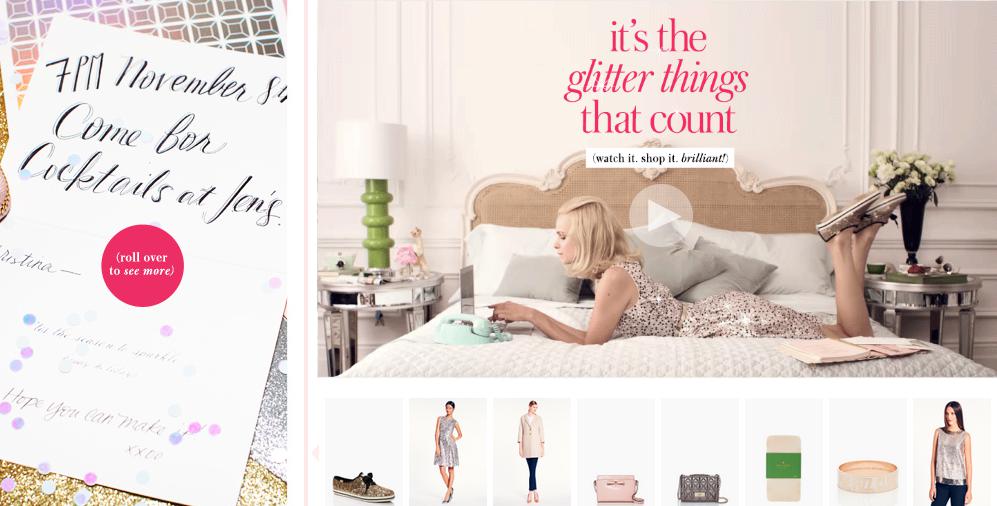 7PM November 8
Come for
Cocktails at Jen's.
(roll over
to see more)
Hope you can make it
xxoo
it's the
glitter things
that count
(watch it. shop it. brilliant!)